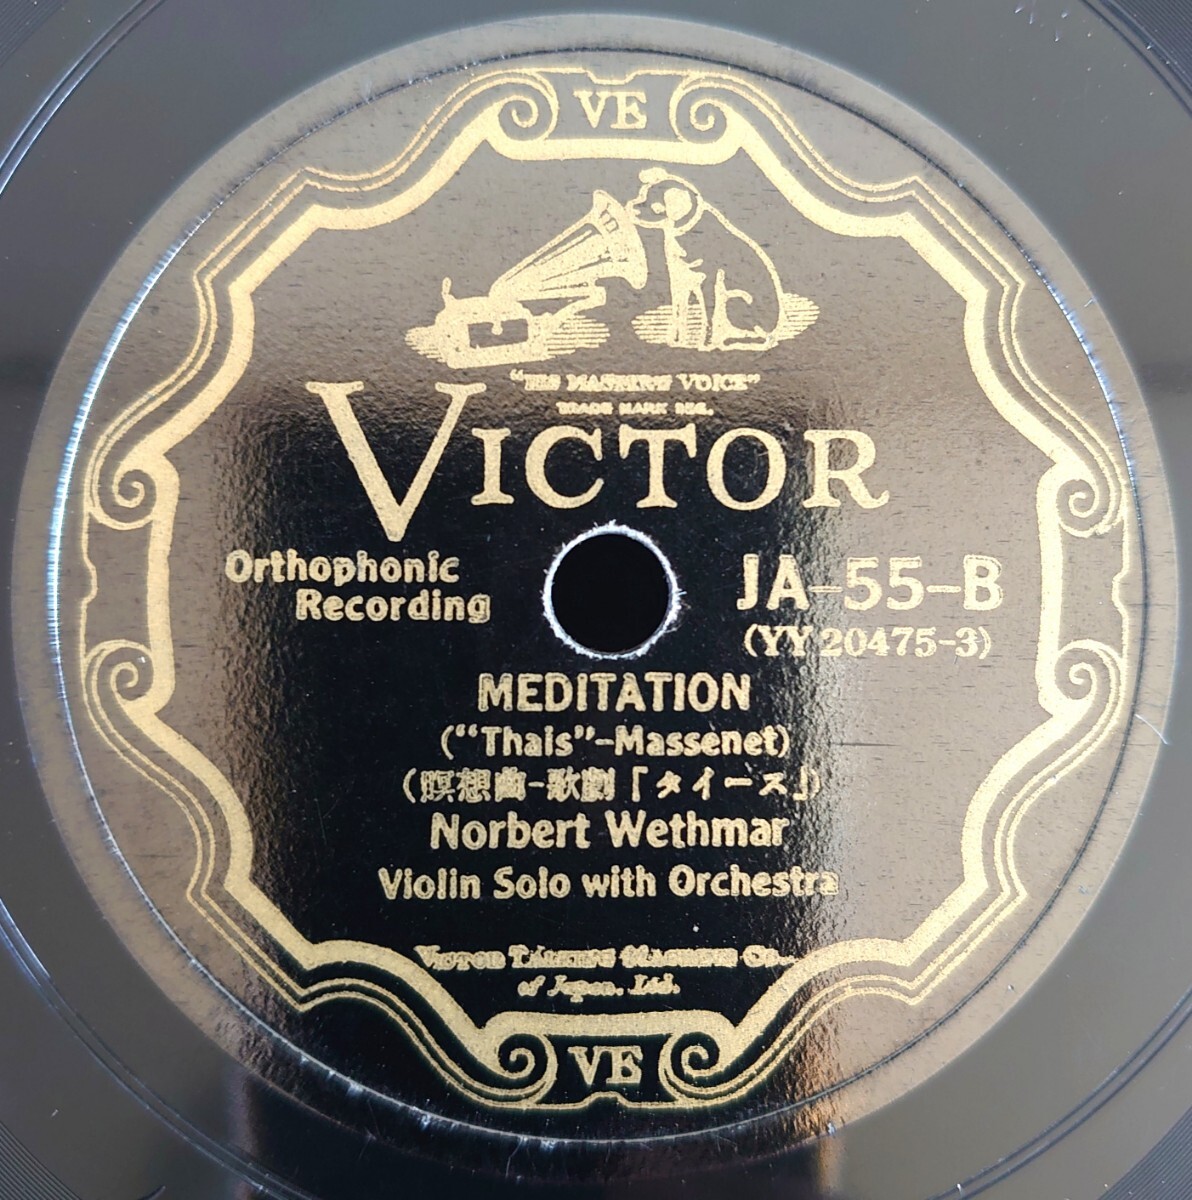 VE
"HIS MASTER'S VOICE"
TRADE MARK REG.
VICTOR
Orthophonic
Recording
JA-55-B
(YY 20475-3)
MEDITATION
("Thais"-Massenet)
(瞑想曲-歌劇「タイース」)
Norbert Wethmar
Violin Solo with Orchestra
VICTOR TALKING MACHINE CO.
of Japan, Ltd.
VE